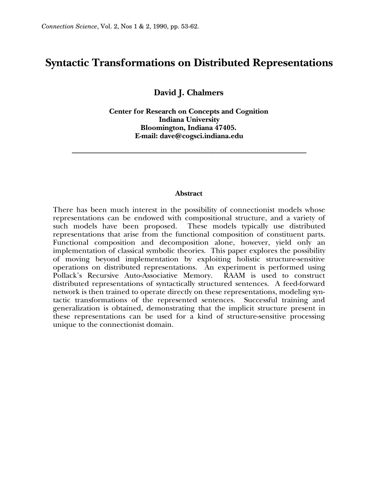 Connection Science, Vol. 2, Nos 1 & 2, 1990, pp. 53-62.
Syntactic Transformations on Distributed Representations
David J. Chalmers
Center for Research on Concepts and Cognition
Indiana University
Bloomington, Indiana 47405.
E-mail: dave@cogsci.indiana.edu
Abstract
There has been much interest in the possibility of connectionist models whose
representations can be endowed with compositional structure, and a variety of
such models have been proposed. These models typically use distributed
representations that arise from the functional composition of constituent parts.
Functional composition and decomposition alone, however, yield only an
implementation of classical symbolic theories. This paper explores the possibility
of moving beyond implementation by exploiting holistic structure-sensitive
operations on distributed representations. An experiment is performed using
Pollack's Recursive Auto-Associative Memory. RAAM is used to construct
distributed representations of syntactically structured sentences. A feed-forward
network is then trained to operate directly on these representations, modeling syn-
tactic transformations of the represented sentences. Successful training and
generalization is obtained, demonstrating that the implicit structure present in
these representations can be used for a kind of structure-sensitive processing
unique to the connectionist domain.